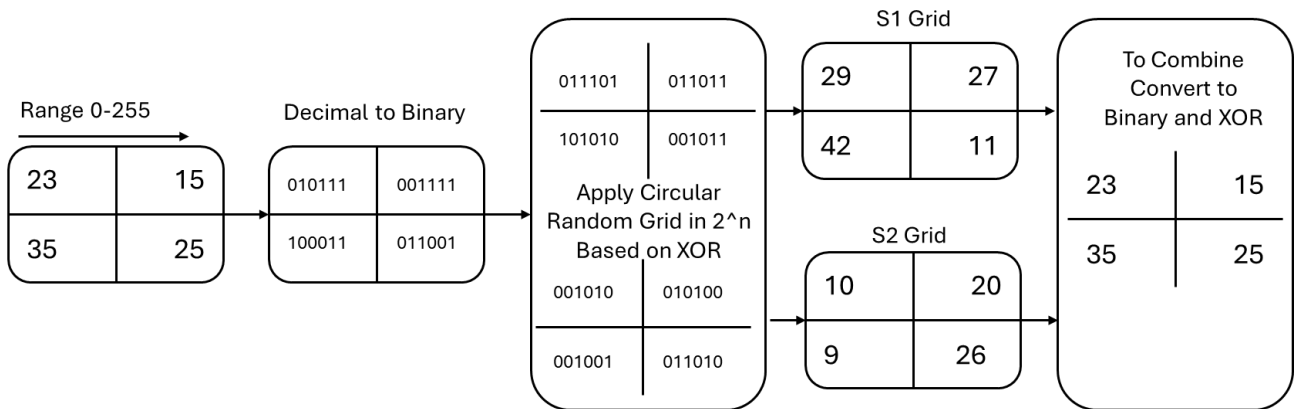 Range 0-255
23 15
35 25
Decimal to Binary
010111 001111
100011 011001
011101 011011
101010 001011
Apply Circular
Random Grid in 2^n
Based on XOR
001010 010100
001001 011010
S1 Grid
29 27
42 11
S2 Grid
10 20
9 26
To Combine
Convert to
Binary and XOR
23 15
35 25